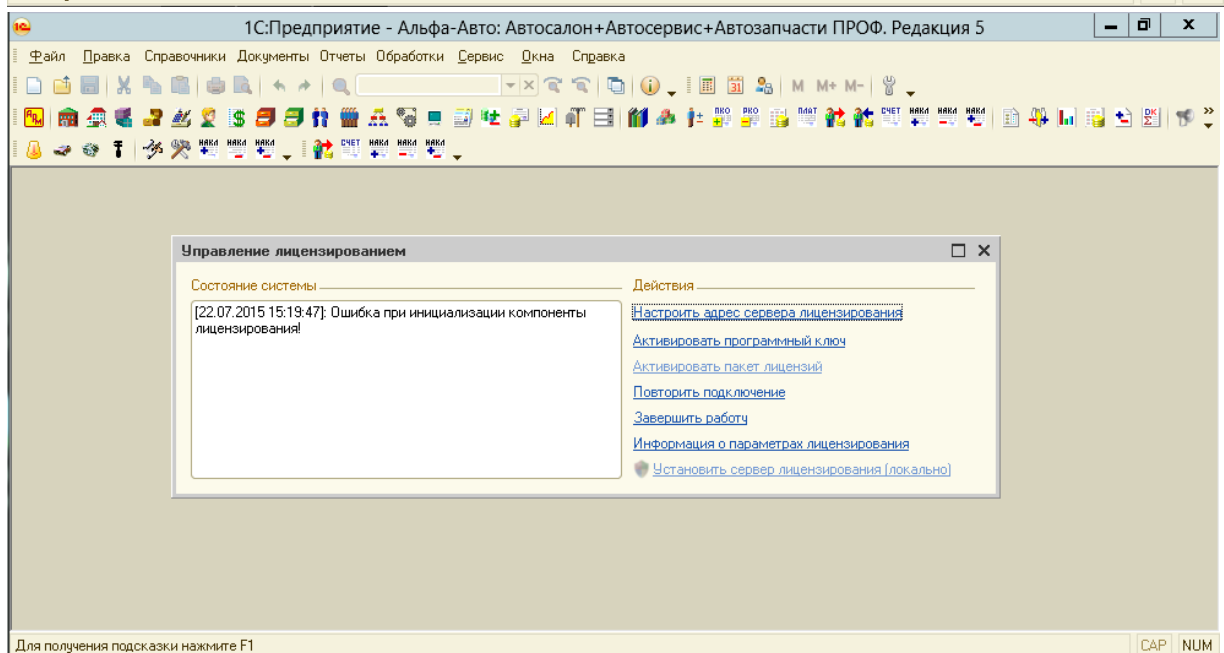 1С:Предприятие - Альфа-Авто: Автосалон+Автосервис+Автозапчасти ПРОФ. Редакция 5
Файл Правка Справочники Документы Отчеты Обработки Сервис Окна Справка
M M+ M-
ПКО РКО ПЛАТ СЧЕТ НАКЛ НАКЛ НАКЛ
НАКЛ НАКЛ НАКЛ СЧЕТ НАКЛ НАКЛ НАКЛ
Управление лицензированием
Состояние системы
[22.07.2015 15:19:47]: Ошибка при инициализации компоненты
лицензирования!
Действия
Настроить адрес сервера лицензирования
Активировать программный ключ
Активировать пакет лицензий
Повторить подключение
Завершить работу
Информация о параметрах лицензирования
Установить сервер лицензирования (локально)
Для получения подсказки нажмите F1
CAP NUM